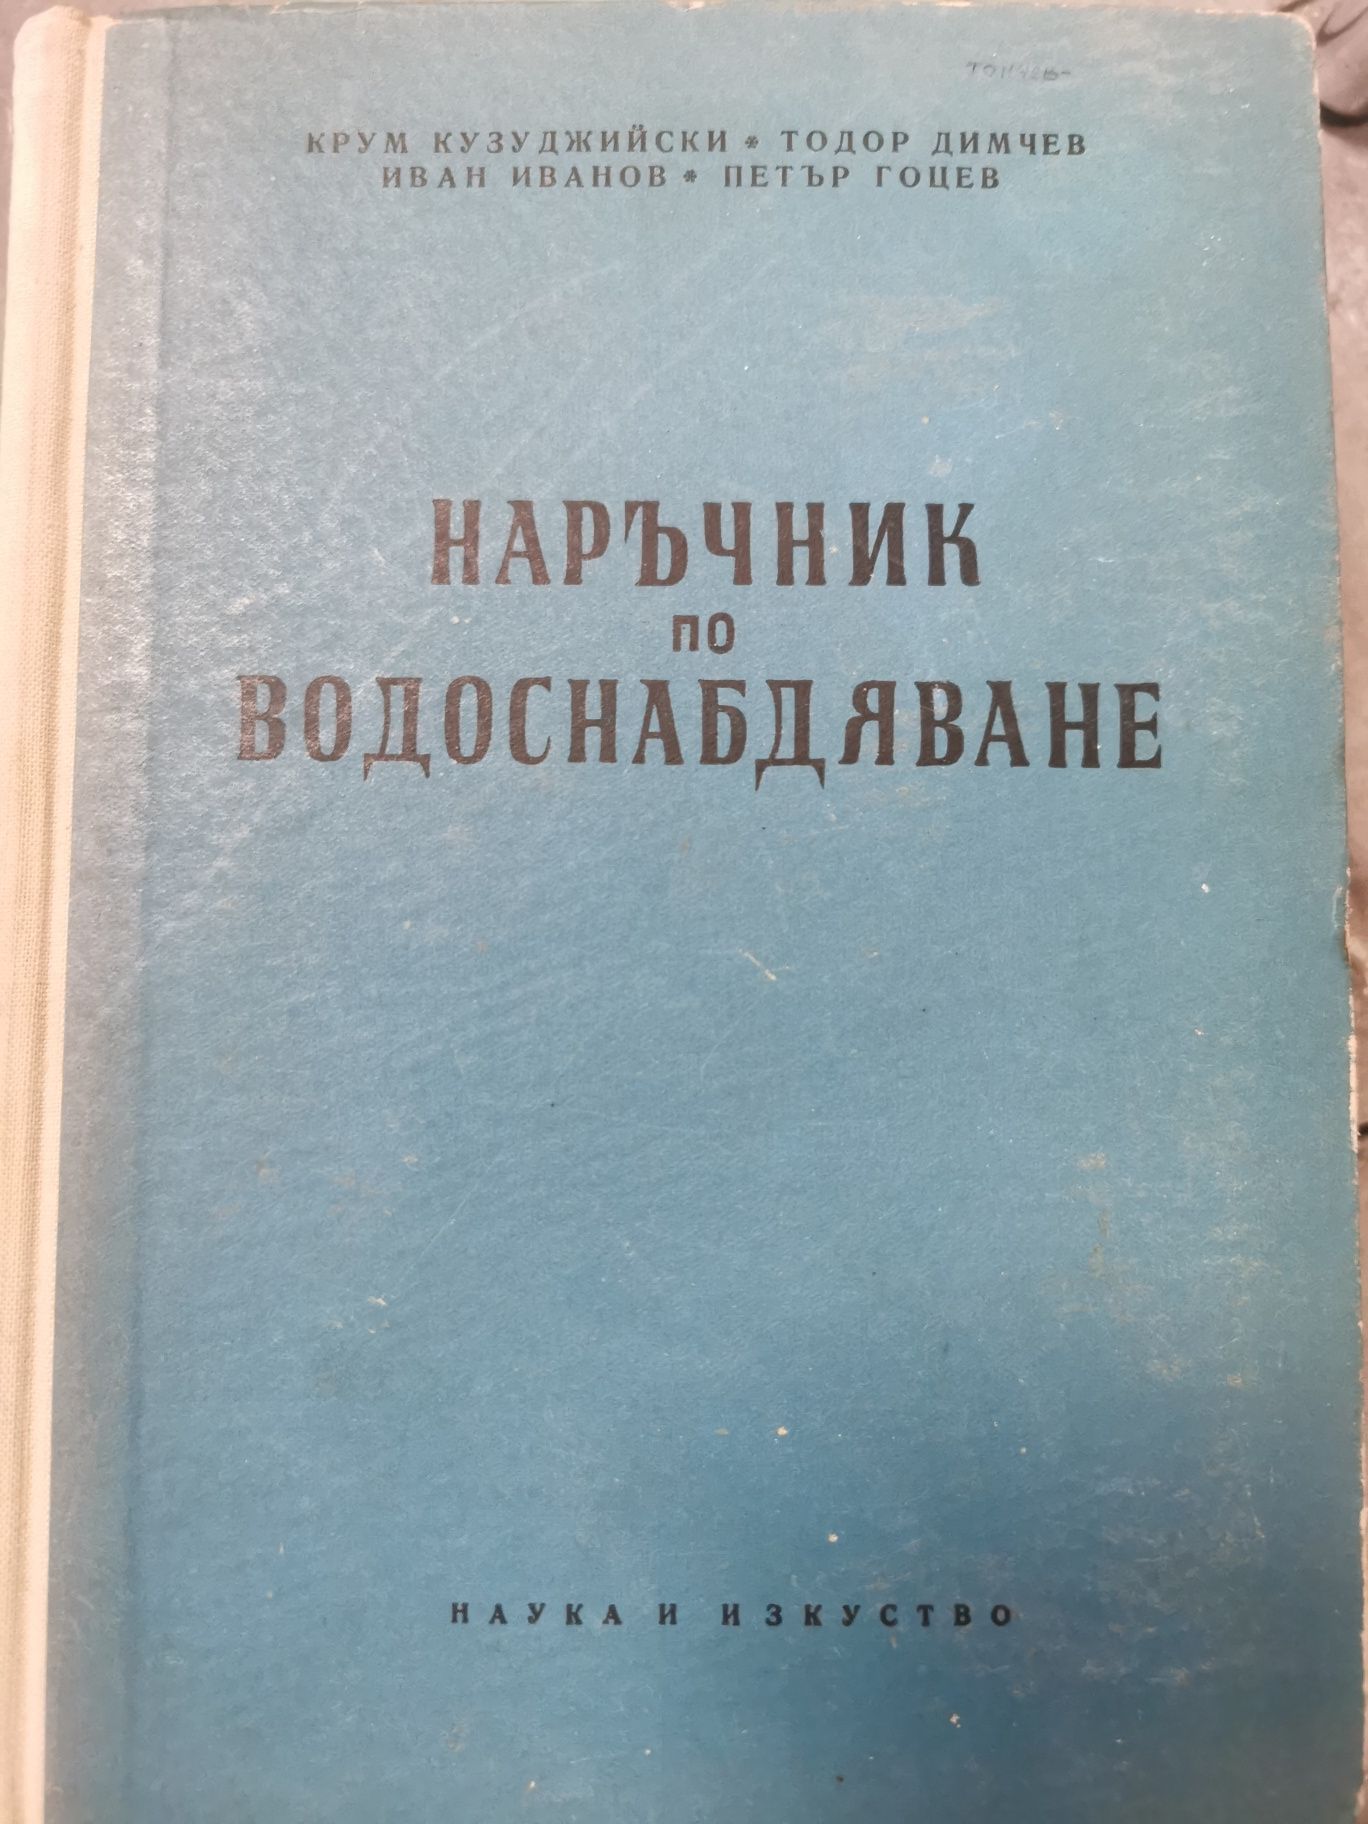 КРУМ КУЗУДЖИЙСКИ * ТОДОР ДИМЧЕВ
ИВАН ИВАНОВ * ПЕТЪР ГОЦЕВ
НАРЪЧНИК
ПО
ВОДОСНАБДЯВАНЕ
НАУКА И ИЗКУСТВО